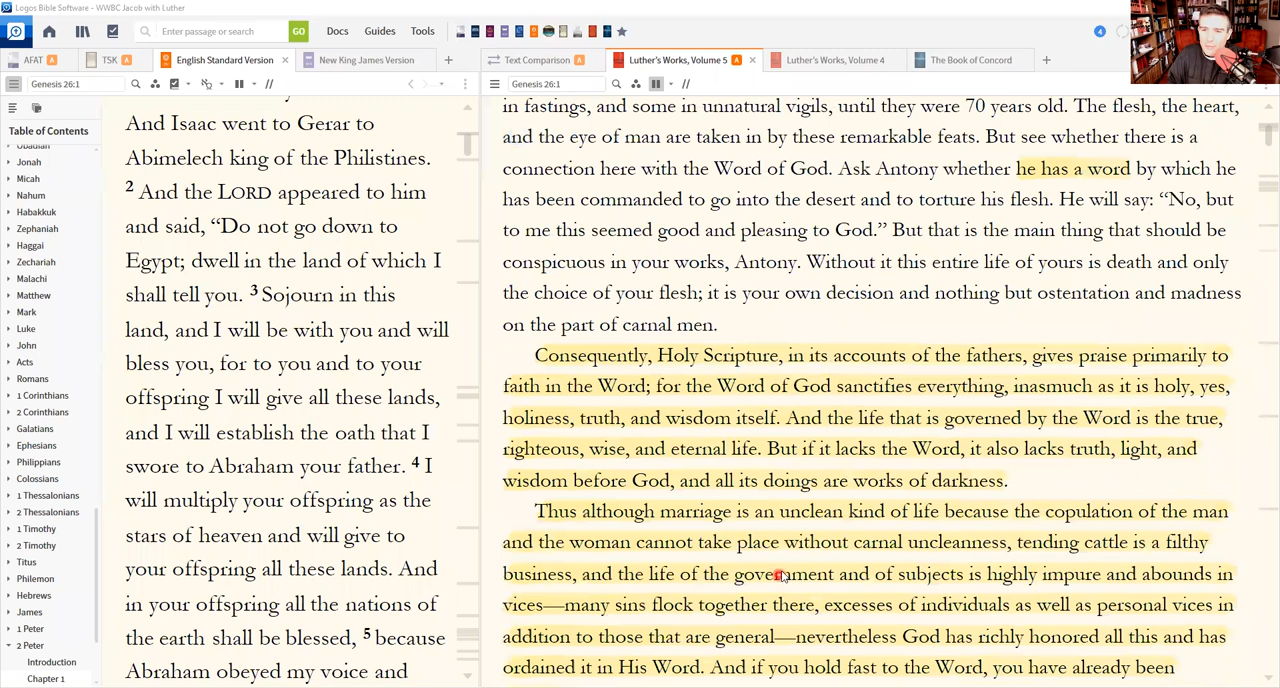 Logos Bible Software - WWBC Jacob with Luther
Enter passage or search GO Docs Guides Tools 4
AFAT A TSK A English Standard Version New King James Version
Text Comparison A Luther's Works, Volume 5 A Luther's Works, Volume 4 The Book of Concord
Genesis 26:1
Genesis 26:1
Table of Contents
Obadiah
Jonah
Micah
Nahum
Habakkuk
Zephaniah
Haggai
Zechariah
Malachi
Matthew
Mark
Luke
John
Acts
Romans
1 Corinthians
2 Corinthians
Galatians
Ephesians
Philippians
Colossians
1 Thessalonians
2 Thessalonians
1 Timothy
2 Timothy
Titus
Philemon
Hebrews
James
1 Peter
2 Peter
Introduction
Chapter 1
And Isaac went to Gerar to
Abimelech king of the Philistines.
2 And the LORD appeared to him
and said, “Do not go down to
Egypt; dwell in the land of which I
shall tell you. 3 Sojourn in this
land, and I will be with you and will
bless you, for to you and to your
offspring I will give all these lands,
and I will establish the oath that I
swore to Abraham your father. 4 I
will multiply your offspring as the
stars of heaven and will give to
your offspring all these lands. And
in your offspring all the nations of
the earth shall be blessed, 5 because
Abraham obeyed my voice and
in fastings, and some in unnatural vigils, until they were 70 years old. The flesh, the heart,
and the eye of man are taken in by these remarkable feats. But see whether there is a
connection here with the Word of God. Ask Antony whether he has a word by which he
has been commanded to go into the desert and to torture his flesh. He will say: “No, but
to me this seemed good and pleasing to God.” But that is the main thing that should be
conspicuous in your works, Antony. Without it this entire life of yours is death and only
the choice of your flesh; it is your own decision and nothing but ostentation and madness
on the part of carnal men.
Consequently, Holy Scripture, in its accounts of the fathers, gives praise primarily to
faith in the Word; for the Word of God sanctifies everything, inasmuch as it is holy, yes,
holiness, truth, and wisdom itself. And the life that is governed by the Word is the true,
righteous, wise, and eternal life. But if it lacks the Word, it also lacks truth, light, and
wisdom before God, and all its doings are works of darkness.
Thus although marriage is an unclean kind of life because the copulation of the man
and the woman cannot take place without carnal uncleanness, tending cattle is a filthy
business, and the life of the government and of subjects is highly impure and abounds in
vices—many sins flock together there, excesses of individuals as well as personal vices in
addition to those that are general—nevertheless God has richly honored all this and has
ordained it in His Word. And if you hold fast to the Word, you have already been